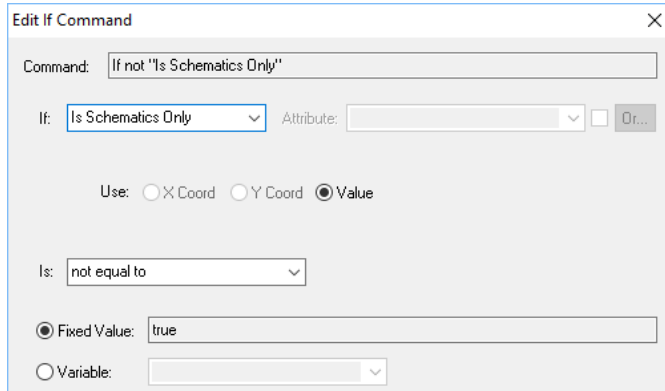 Edit If Command
Command: If not "Is Schematics Only"
If: Is Schematics Only Attribute: Or...
Use: X Coord Y Coord Value
Is: not equal to
Fixed Value: true
Variable: